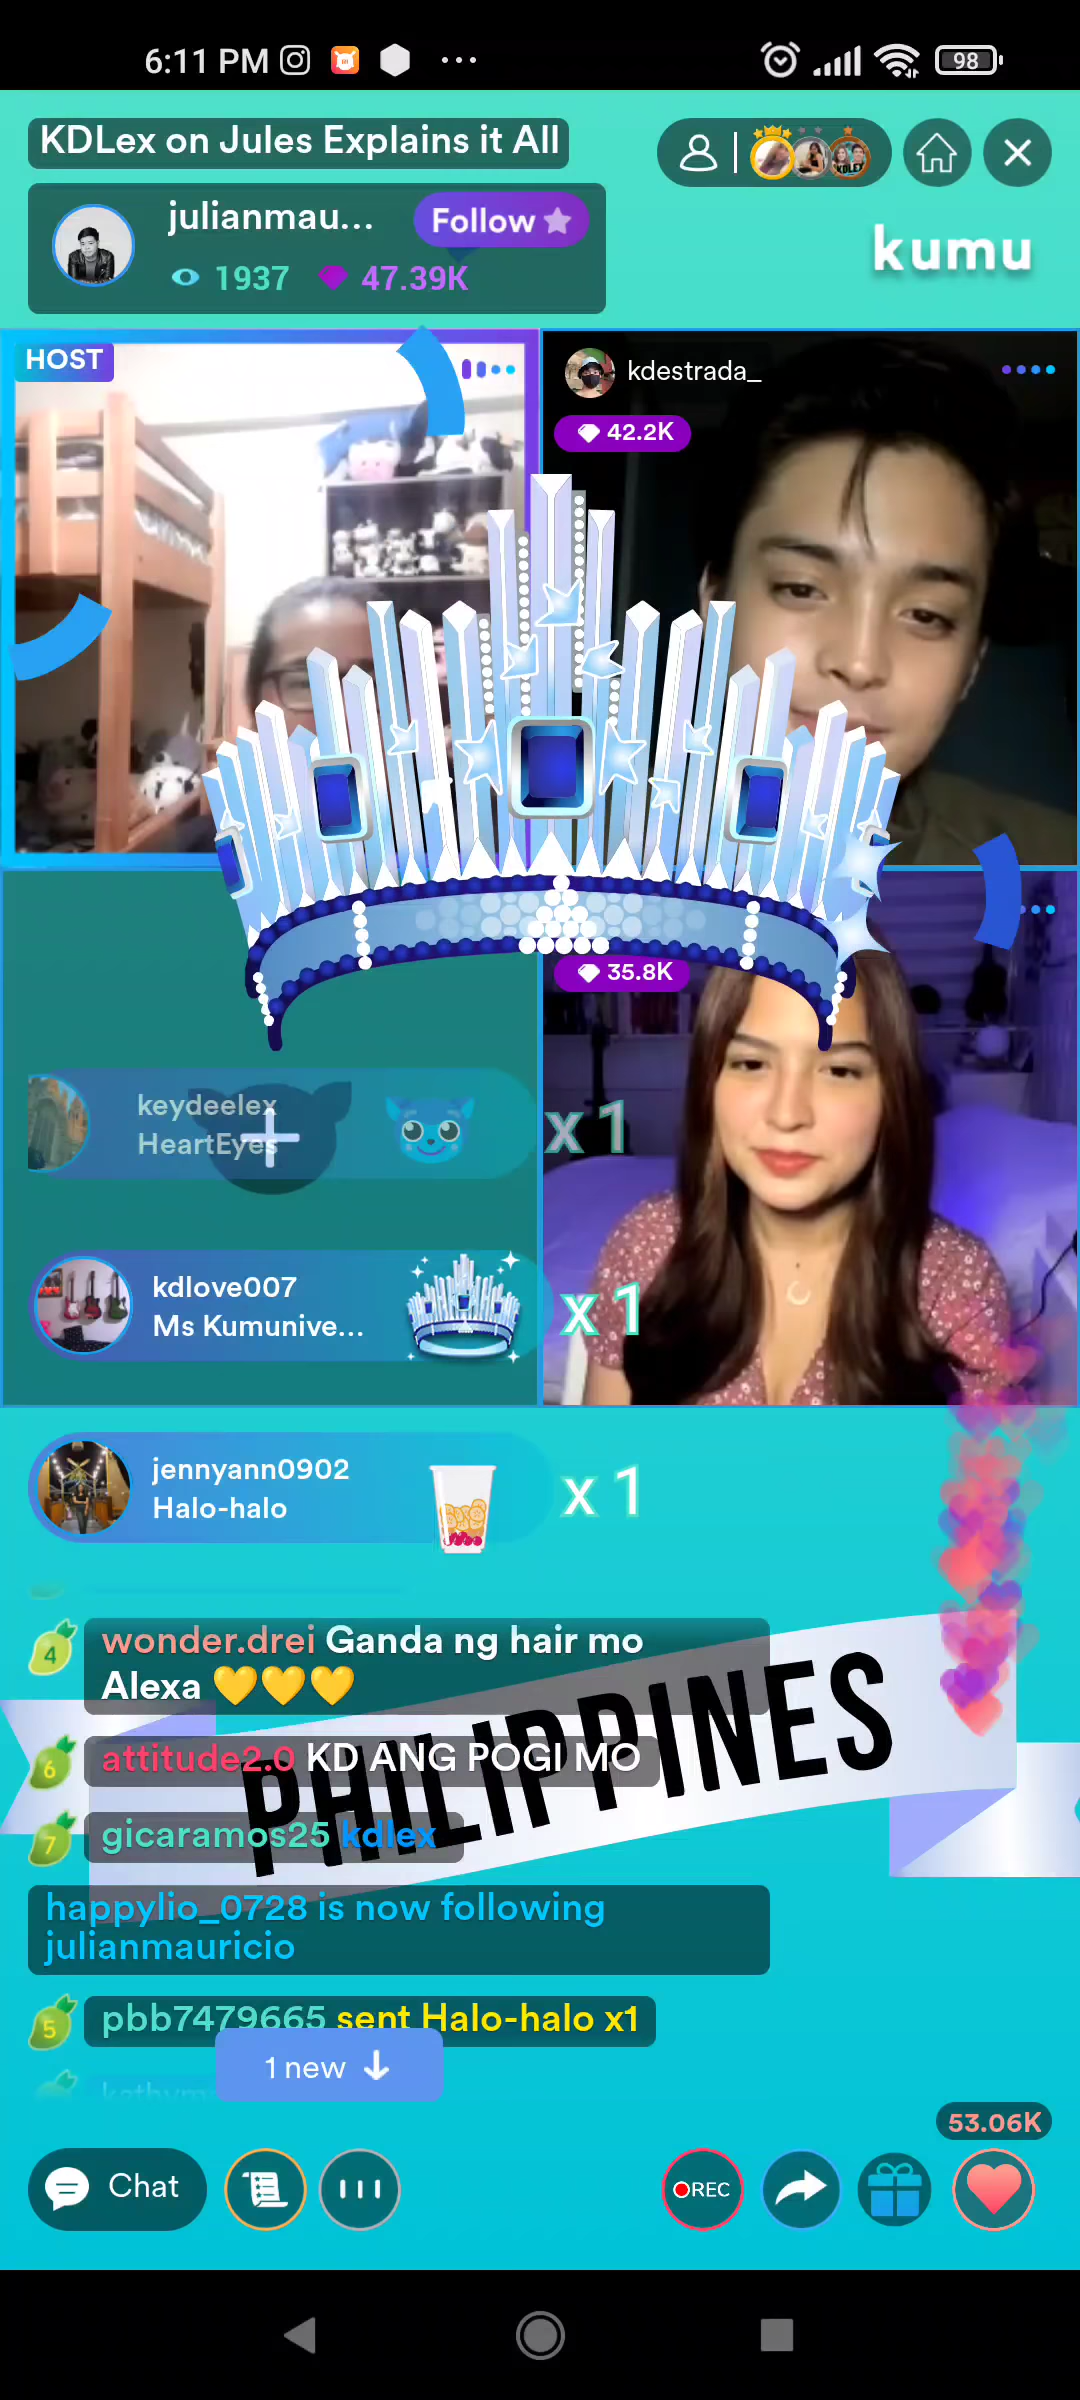 6:11 PM
98
KDLex on Jules Explains it All
julianmau...
Follow
1937
47.39K
kumu
HOST
kdestrada_
42.2K
35.8K
keydeelex
HeartEyes
x 1
kdlove007
Ms Kumunive...
x 1
jennyann0902
Halo-halo
x 1
4
wonder.drei Ganda ng hair mo
Alexa 💛💛💛
PHILIPPINES
6
attitude2.0 KD ANG POGI MO
7
gicaramos25 kdlex
happylio_0728 is now following
julianmauricio
5
pbb7479665 sent Halo-halo x1
1 new
53.06K
Chat
REC